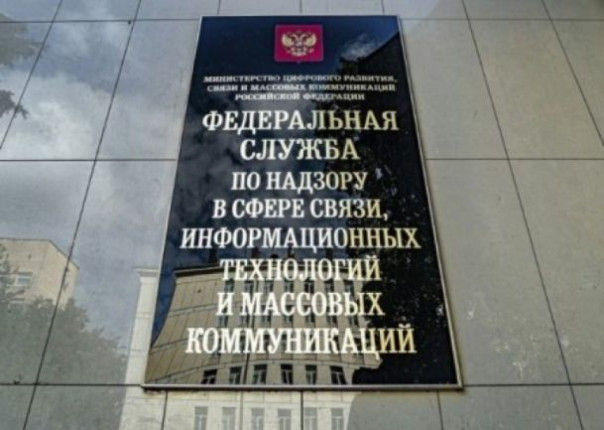 МИНИСТЕРСТВО ЦИФРОВОГО РАЗВИТИЯ,
СВЯЗИ И МАССОВЫХ КОММУНИКАЦИЙ
РОССИЙСКОЙ ФЕДЕРАЦИИ
ФЕДЕРАЛЬНАЯ
СЛУЖБА
ПО НАДЗОРУ
В СФЕРЕ СВЯЗИ,
ИНФОРМАЦИОННЫХ
ТЕХНОЛОГИЙ
И МАССОВЫХ
КОММУНИКАЦИЙ